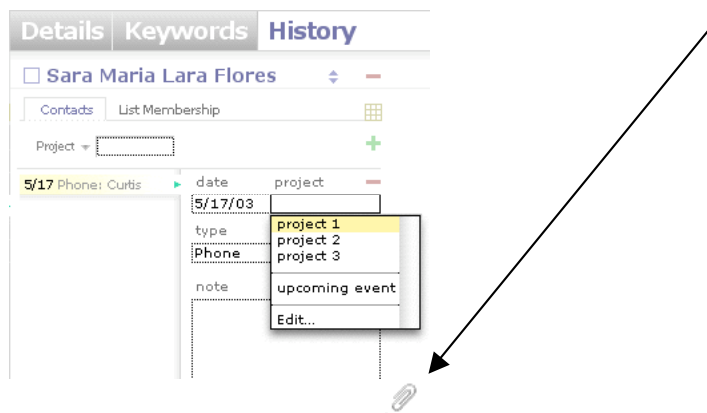 Details Keywords History
Sara Maria Lara Flores
Contacts List Membership
Project
5/17 Phone: Curtis
date project
5/17/03
type
Phone
note
project 1
project 2
project 3
upcoming event
Edit...